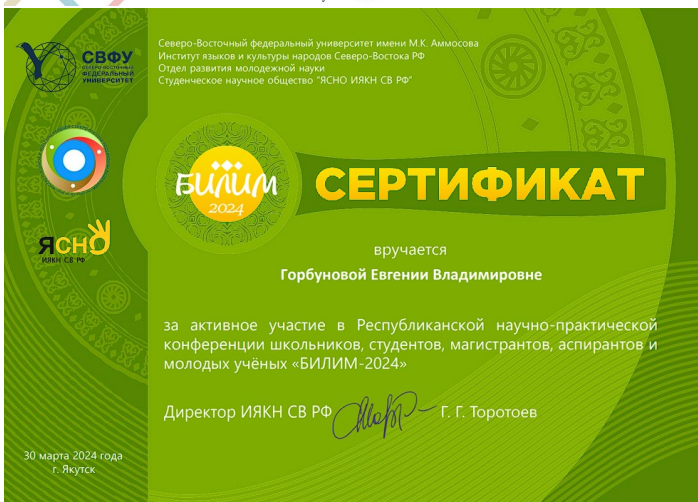 СВФУ
СЕВЕРО-ВОСТОЧНЫЙ
ФЕДЕРАЛЬНЫЙ
УНИВЕРСИТЕТ
Северо-Восточный федеральный университет имени М.К. Аммосова
Институт языков и культуры народов Северо-Востока РФ
Отдел развития молодежной науки
Студенческое научное общество "ЯСНО ИЯКН СВ РФ"
БИЛИМ
2024
СЕРТИФИКАТ
ЯСНО
ИЯКН СВ РФ
вручается
Горбуновой Евгении Владимировне
за активное участие в Республиканской научно-практической
конференции школьников, студентов, магистрантов, аспирантов и
молодых учёных «БИЛИМ-2024»
Директор ИЯКН СВ РФ Г. Г. Торотоев
30 марта 2024 года
г. Якутск